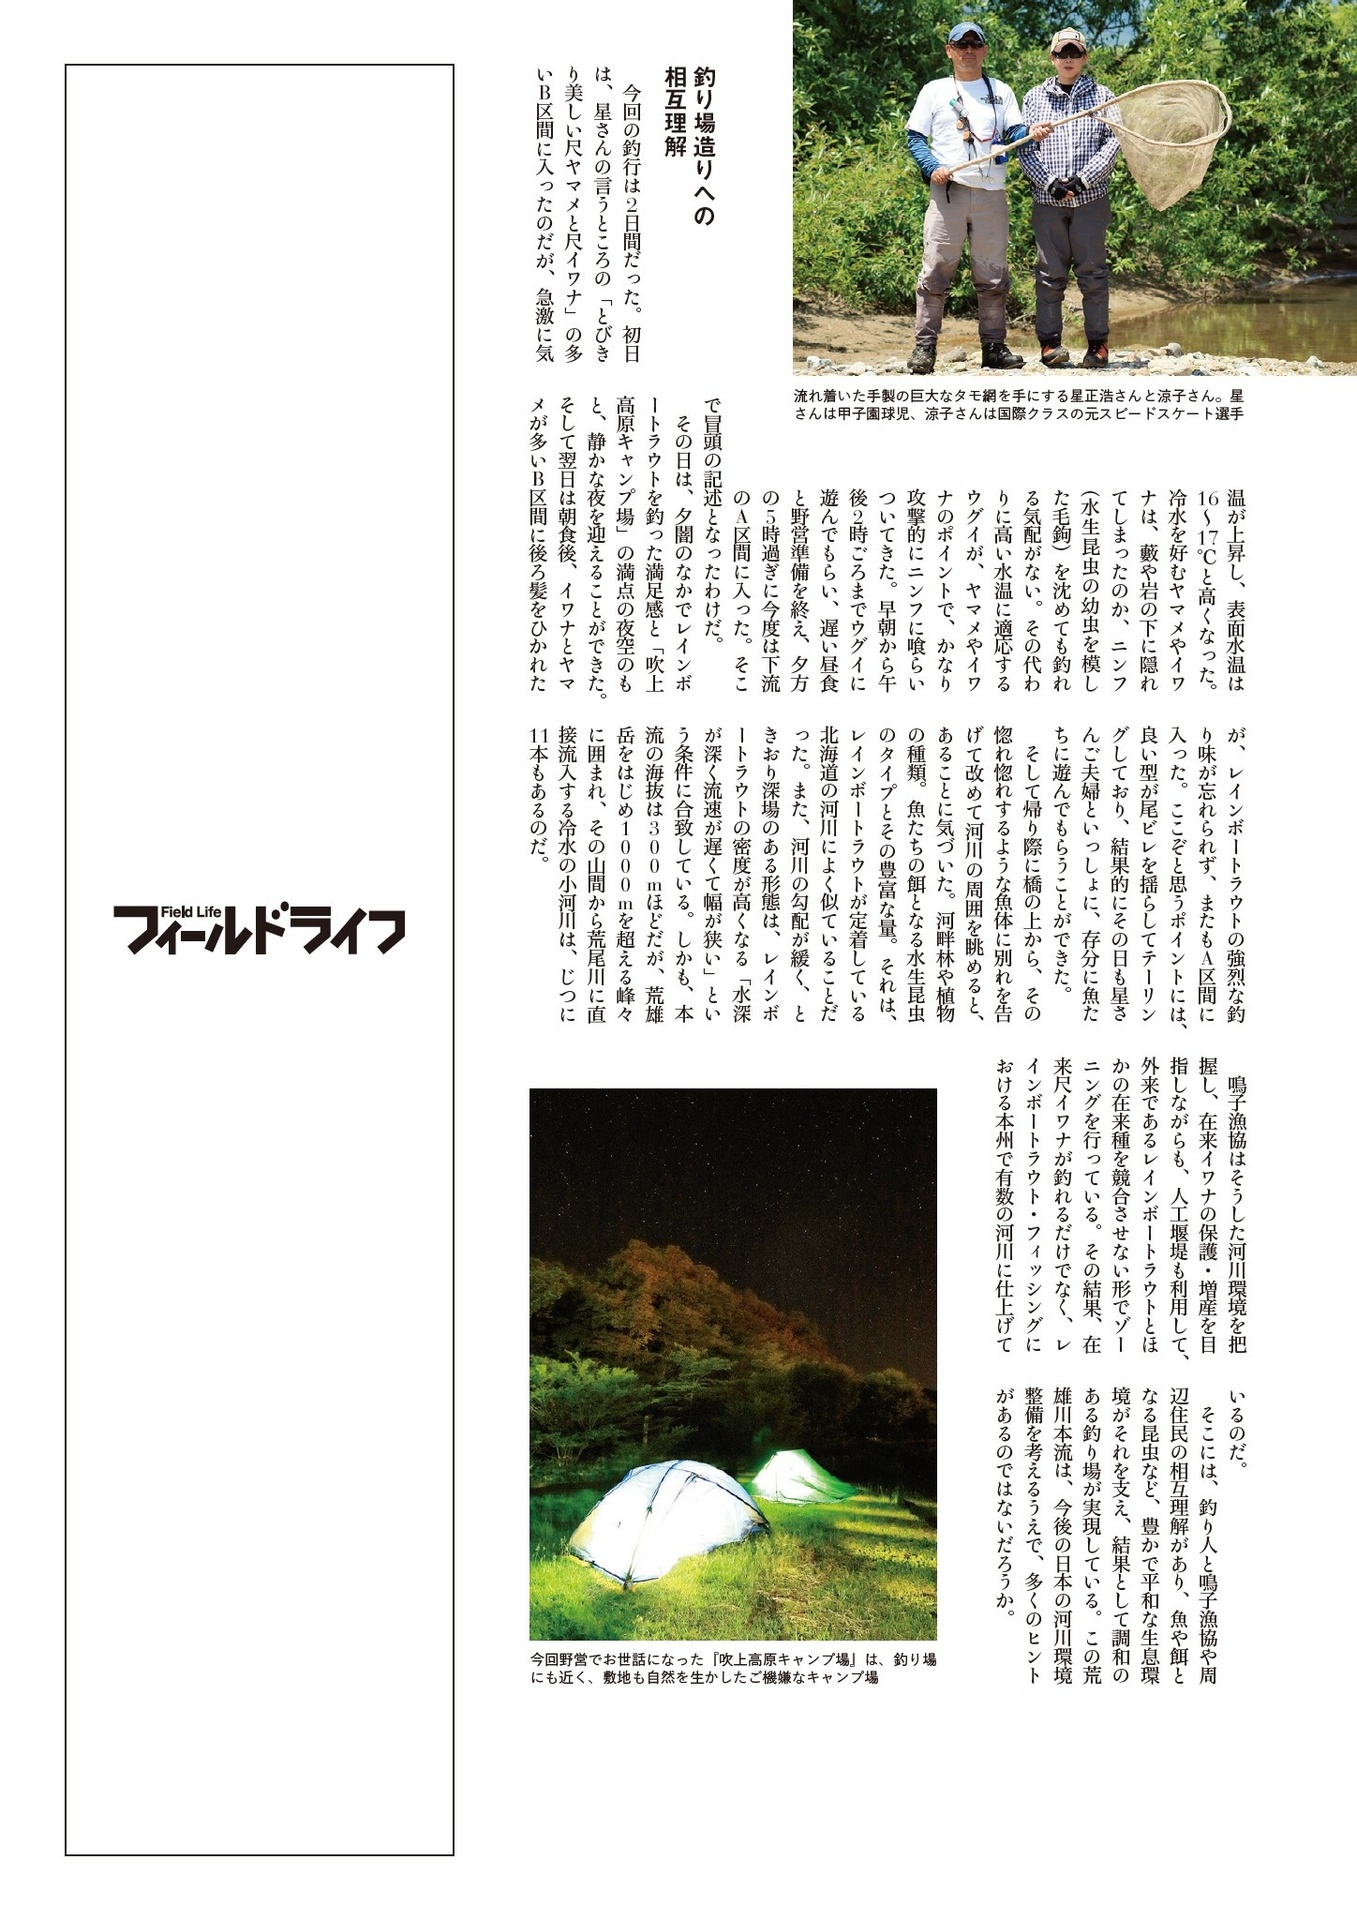 流れ着いた手製の巨大なタモ網を手にする星正浩さんと涼子さん。星
さんは甲子園球児、涼子さんは国際クラスの元スピードスケート選手
釣り場造りへの
相互理解
今回の釣行は2日間だった。初日
は、星さんの言うところの「とびき
り美しい尺ヤマメと尺イワナ」の多
いB区間に入ったのだが、急激に気
温が上昇し、表面水温は
16〜17℃と高くなった。
冷水を好むヤマメやイワ
ナは、藪や岩の下に隠れ
てしまったのか、ニンフ
(水生昆虫の幼虫を模し
た毛鉤)を沈めても釣れ
る気配がない。その代わ
りに高い水温に適応する
ウグイが、ヤマメやイワ
ナのポイントで、かなり
攻撃的にニンフに喰らい
ついてきた。早朝から午
後2時ごろまでウグイに
遊んでもらい、遅い昼食
と野営準備を終え、夕方
の5時過ぎに今度は下流
のA区間に入った。そこ
で冒頭の記述となったわけだ。
その日は、夕闇のなかでレインボ
ートラウトを釣った満足感と「吹上
高原キャンプ場」の満点の夜空のも
と、静かな夜を迎えることができた。
そして翌日は朝食後、イワナとヤマ
メが多いB区間に後ろ髪をひかれた
が、レインボートラウトの強烈な釣
り味が忘れられず、またもA区間に
入った。ここぞと思うポイントには、
良い型が尾ビレを揺らしてテーリン
グしており、結果的にその日も星さ
んご夫婦といっしょに、存分に魚た
ちに遊んでもらうことができた。
そして帰り際に橋の上から、その
惚れ惚れするような魚体に別れを告
げて改めて河川の周囲を眺めると、
あることに気づいた。河畔林や植物
の種類。魚たちの餌となる水生昆虫
のタイプとその豊富な量。それは、
レインボートラウトが定着している
北海道の河川によく似ていることだ
った。また、河川の勾配が緩く、と
きおり深場のある形態は、レインボ
ートラウトの密度が高くなる「水深
が深く流速が遅くて幅が狭い」とい
う条件に合致している。しかも、本
流の海抜は300mほどだが、荒雄
岳をはじめ1000mを超える峰々
に囲まれ、その山間から荒尾川に直
接流入する冷水の小河川は、じつに
11本もあるのだ。
鳴子漁協はそうした河川環境を把
握し、在来イワナの保護・増産を目
指しながらも、人工堰堤も利用して、
外来であるレインボートラウトとほ
かの在来種を競合させない形でゾー
ニングを行っている。その結果、在
来尺イワナが釣れるだけでなく、レ
インボートラウト・フィッシングに
おける本州で有数の河川に仕上げて
いるのだ。
そこには、釣り人と鳴子漁協や周
辺住民の相互理解があり、魚や餌と
なる昆虫など、豊かで平和な生息環
境がそれを支え、結果として調和の
ある釣り場が実現している。この荒
雄川本流は、今後の日本の河川環境
整備を考えるうえで、多くのヒント
があるのではないだろうか。
今回野営でお世話になった『吹上高原キャンプ場』は、釣り場
にも近く、敷地も自然を生かしたご機嫌なキャンプ場
Field Life
フィールドライフ